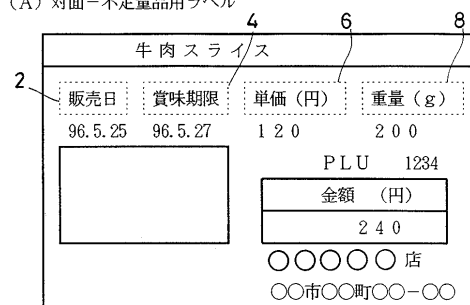 (A) 対面－不定量品用ラベル
4 6 8
牛肉スライス
2
販売日 賞味期限 単価(円) 重量(g)
96.5.25 96.5.27 120 200
PLU 1234
金額 (円)
240
○○○○○店
○○市○○町○○－○○